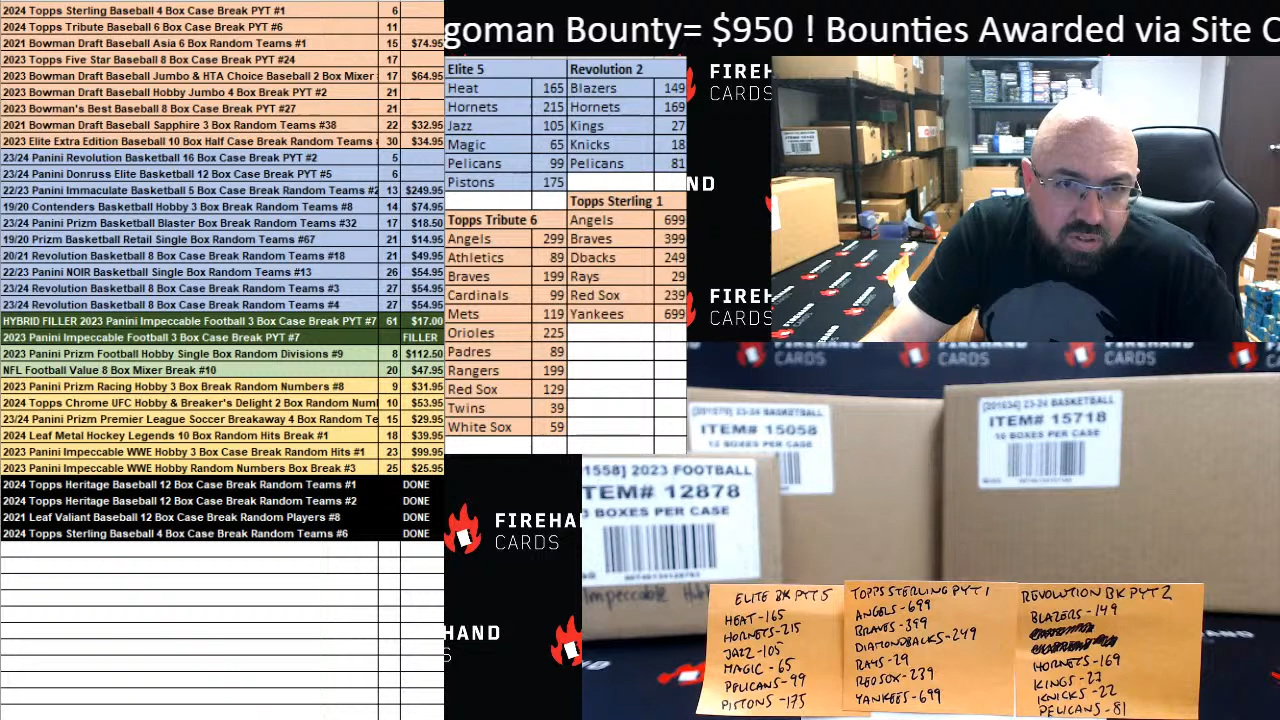 2024 Topps Sterling Baseball 4 Box Case Break PYT #1 6
2024 Topps Tribute Baseball 6 Box Case Break PYT #6 11
2021 Bowman Draft Baseball Asia 6 Box Random Teams #1 15 $74.95
2023 Topps Five Star Baseball 8 Box Case Break PYT #24 17
2023 Bowman Draft Baseball Jumbo & HTA Choice Baseball 2 Box Mixer 17 $64.95
2023 Bowman Draft Baseball Hobby Jumbo 4 Box Break PYT #2 21
2023 Bowman's Best Baseball 8 Box Case Break PYT #27 21
2021 Bowman Draft Baseball Sapphire 3 Box Random Teams #38 22 $32.95
2023 Elite Extra Edition Baseball 10 Box Half Case Break Random Teams 30 $34.95
23/24 Panini Revolution Basketball 16 Box Case Break PYT #2 5
23/24 Panini Donruss Elite Basketball 12 Box Case Break PYT #5 6
22/23 Panini Immaculate Basketball 5 Box Case Break Random Teams #2 13 $249.95
19/20 Contenders Basketball Hobby 3 Box Random Teams #8 14 $74.95
23/24 Panini Prizm Basketball Blaster Box Break Random Teams #32 17 $18.50
19/20 Prizm Basketball Retail Single Box Random Teams #67 21 $14.95
20/21 Revolution Basketball 8 Box Case Break Random Teams #18 21 $49.95
22/23 Panini NOIR Basketball Single Box Random Teams #13 26 $54.95
23/24 Revolution Basketball 8 Box Case Break Random Teams #3 27 $54.95
23/24 Revolution Basketball 8 Box Case Break Random Teams #4 27 $54.95
HYBRID FILLER 2023 Panini Impeccable Football 3 Box Case Break PYT #7 61 $17.00
2023 Panini Impeccable Football 3 Box Case Break PYT #7 FILLER
2023 Panini Prizm Football Hobby Single Box Random Divisions #9 8 $112.50
NFL Football Value 8 Box Mixer Break #10 20 $47.95
2023 Panini Prizm Racing Hobby 3 Box Break Random Numbers #8 9 $31.95
2024 Topps Chrome UFC Hobby & Breaker's Delight 2 Box Random Num 10 $53.95
23/24 Panini Prizm Premier League Soccer Breakaway 4 Box Random Te 15 $29.95
2024 Leaf Metal Hockey Legends 10 Box Random Hits Break #1 18 $39.95
2023 Panini Impeccable WWE Hobby 3 Box Case Break Random Hits #1 23 $99.95
2023 Panini Impeccable WWE Hobby Random Numbers Box Break #3 25 $25.95
2024 Topps Heritage Baseball 12 Box Case Break Random Teams #1 DONE
2024 Topps Heritage Baseball 12 Box Case Break Random Teams #2 DONE
2021 Leaf Valiant Baseball 12 Box Case Break Random Players #8 DONE
2024 Topps Sterling Baseball 4 Box Case Break Random Teams #6 DONE
goman Bounty= $950 ! Bounties Awarded via Site C
Elite 5
Heat 165
Hornets 215
Jazz 105
Magic 65
Pelicans 99
Pistons 175
Topps Tribute 6
Angels 299
Athletics 89
Braves 199
Cardinals 99
Mets 119
Orioles 225
Padres 89
Rangers 199
Red Sox 129
Twins 39
White Sox 59
Revolution 2
Blazers 149
Hornets 169
Kings 27
Knicks 18
Pelicans 81
Topps Sterling 1
Angels 699
Braves 399
Dbacks 249
Rays 29
Red Sox 239
Yankees 699
FIREH
CARDS
ND
FIREH
CARDS
FIREHAN
CARDS
HAND
S
CARDS
23-24 BASKETBALL
ITEM# 15058
12 BOXES PER CASE
23-24 BASKETBALL
ITEM# 15718
16 BOXES PER CASE
1558] 2023 FOOTBALL
TEM# 12878
3 BOXES PER CASE
Impeccable
ELITE BK PYT 5
HEAT-165
HORNETS-215
JAZZ-105
MAGIC-65
PELICANS-99
PISTONS-175
TOPPS STERLING PYT 1
ANGELS-699
BRAVES-399
DIAMONDBACKS-249
RAYS-29
REDSOX-239
YANKEES-699
REVOLUTION BK PYT 2
BLAZERS-149
HORNETS-169
KINGS-27
KNICKS-22
PELICANS-81